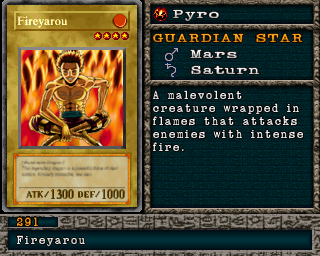 Fireyarou
ATK/1300 DEF/1000
Pyro
GUARDIAN STAR
Mars
Saturn
A malevolent
creature wrapped in
flames that attacks
enemies with intense
fire.
291
Fireyarou